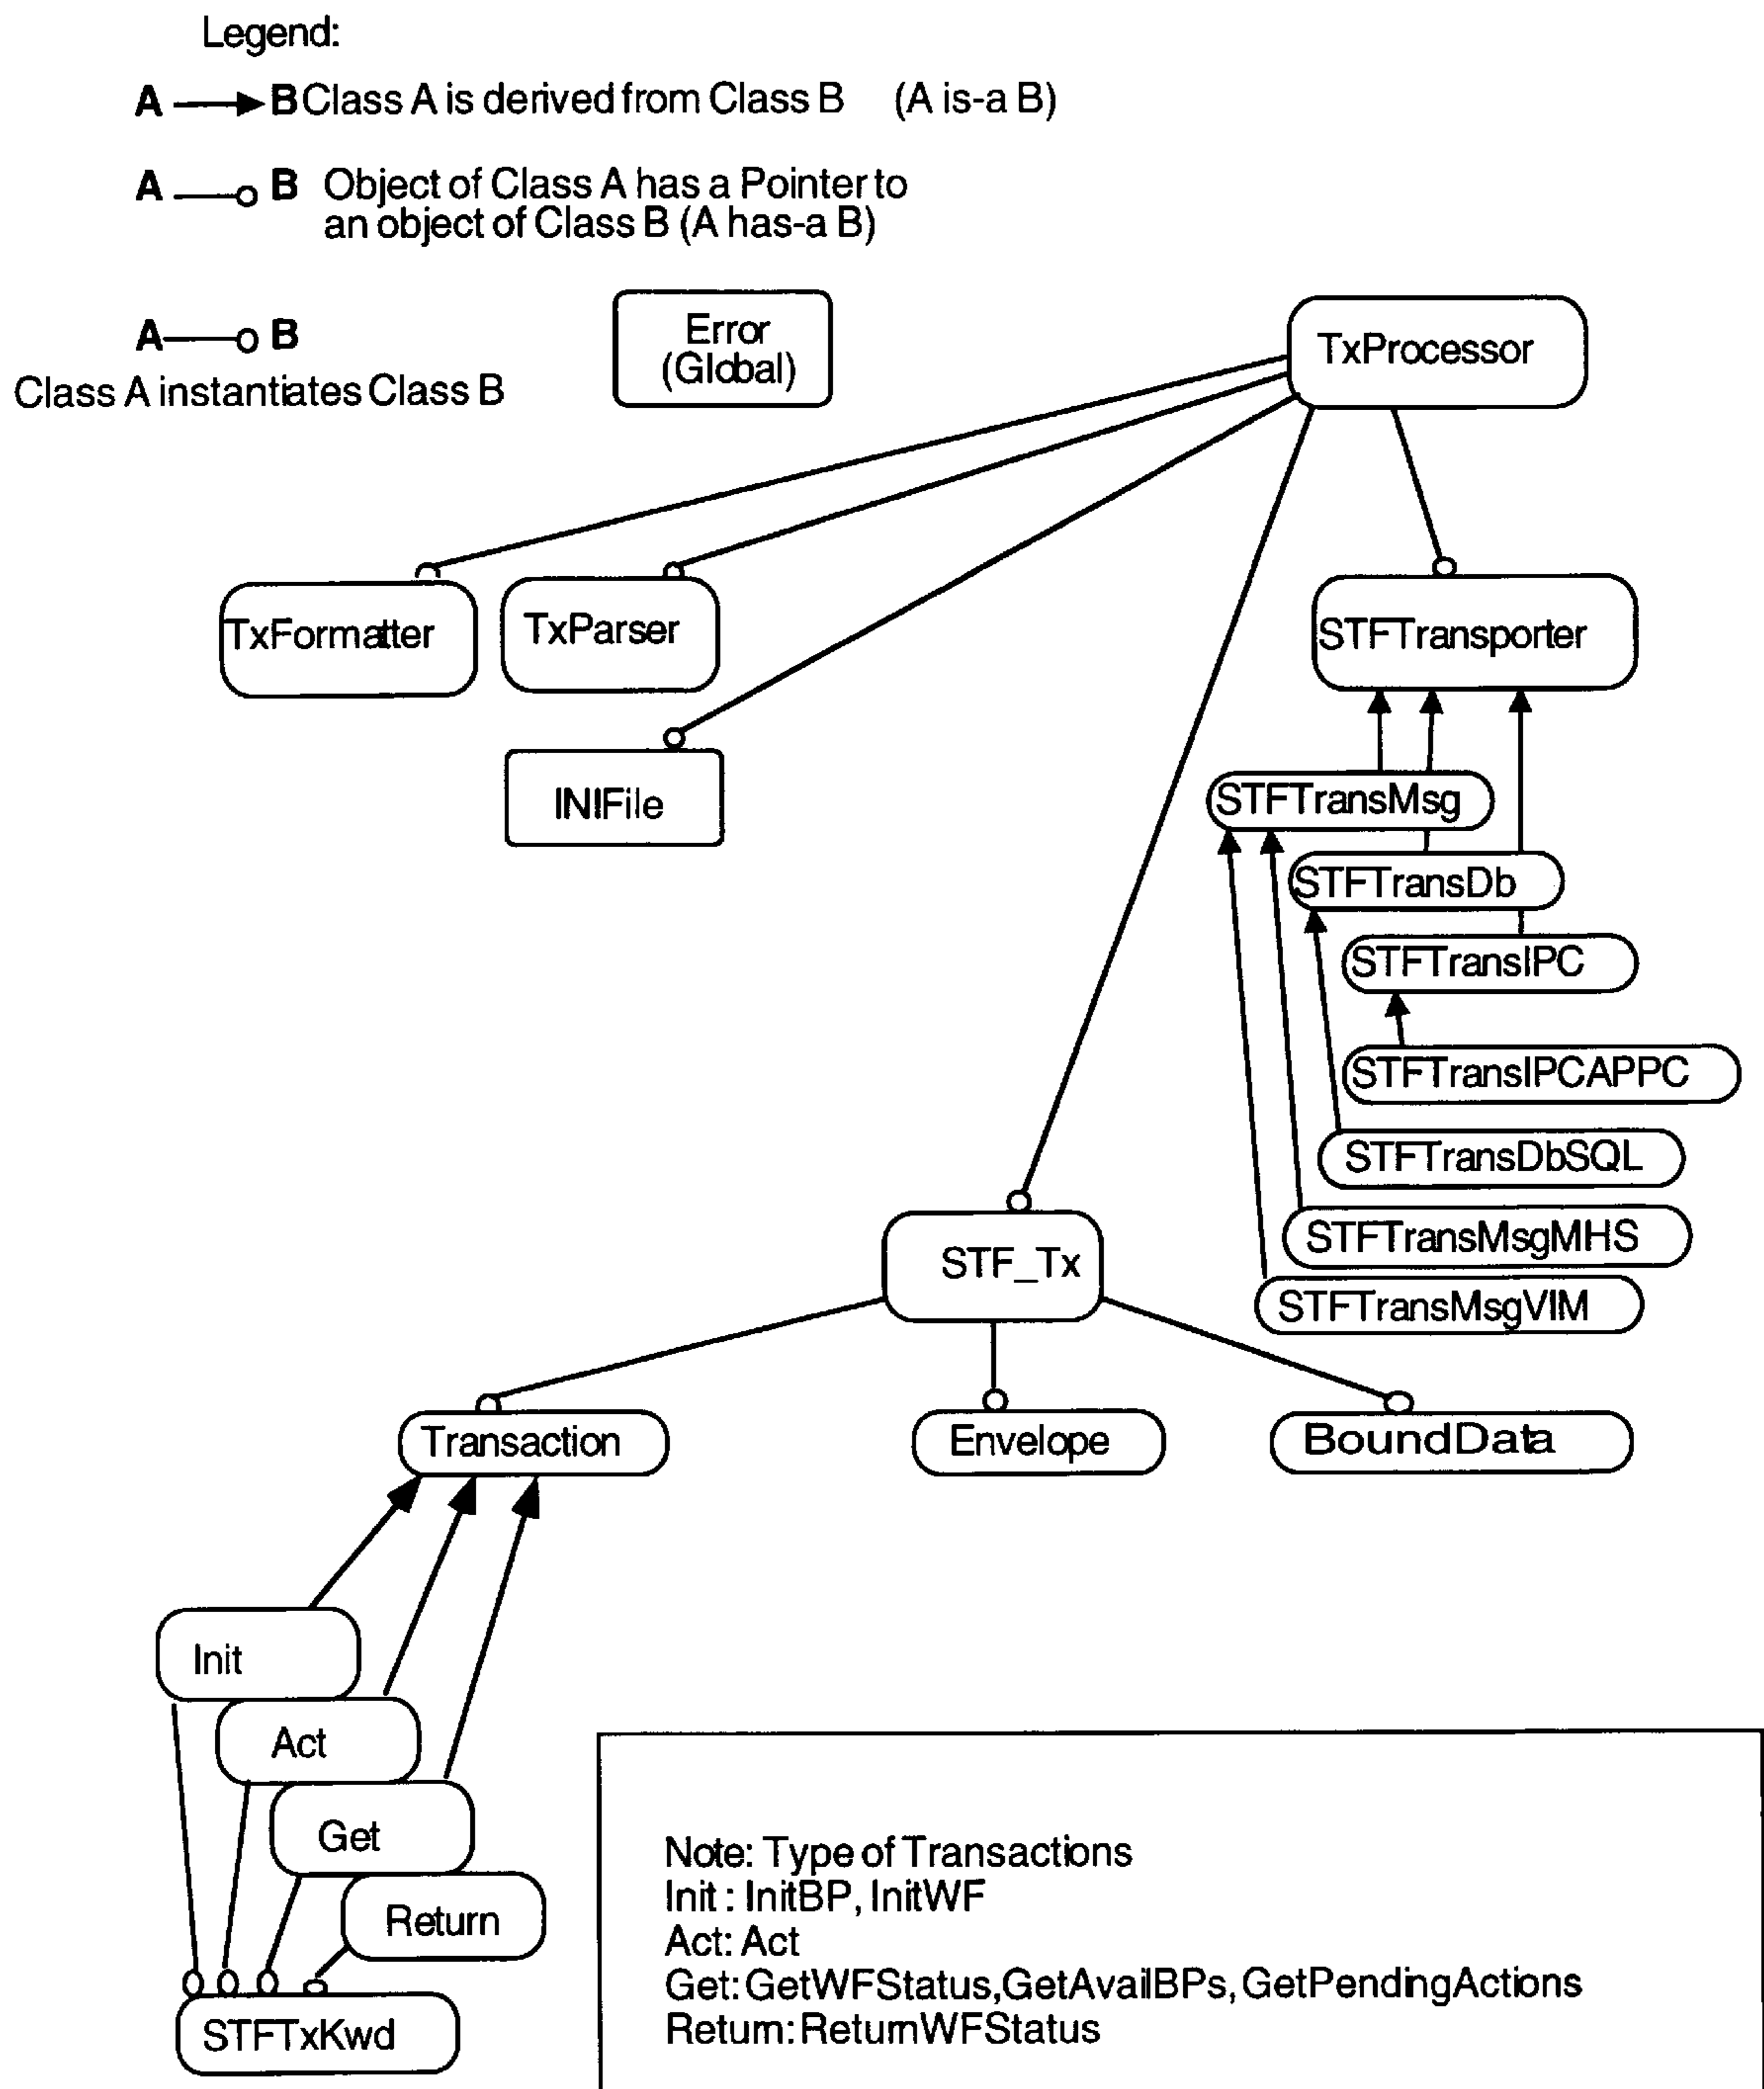 Legend:
A B Class A is derived from Class B (A is-a B)
A B Object of Class A has a Pointer to
an object of Class B (A has-a B)
A B
Class A instantiates Class B
Error
(Global)
TxProcessor
TxFormatter
TxParser
STFTransporter
INIFile
STFTransMsg
STFTransDb
STFTransIPC
STFTransIPCAPPC
STFTransDbSQL
STFTransMsgMHS
STFTransMsgVIM
STF_Tx
Transaction
Envelope
BoundData
Init
Act
Get
Return
STFTxKwd
Note: Type of Transactions
Init : InitBP, InitWF
Act: Act
Get: GetWFStatus, GetAvailBPs, GetPendingActions
Return: ReturnWFStatus